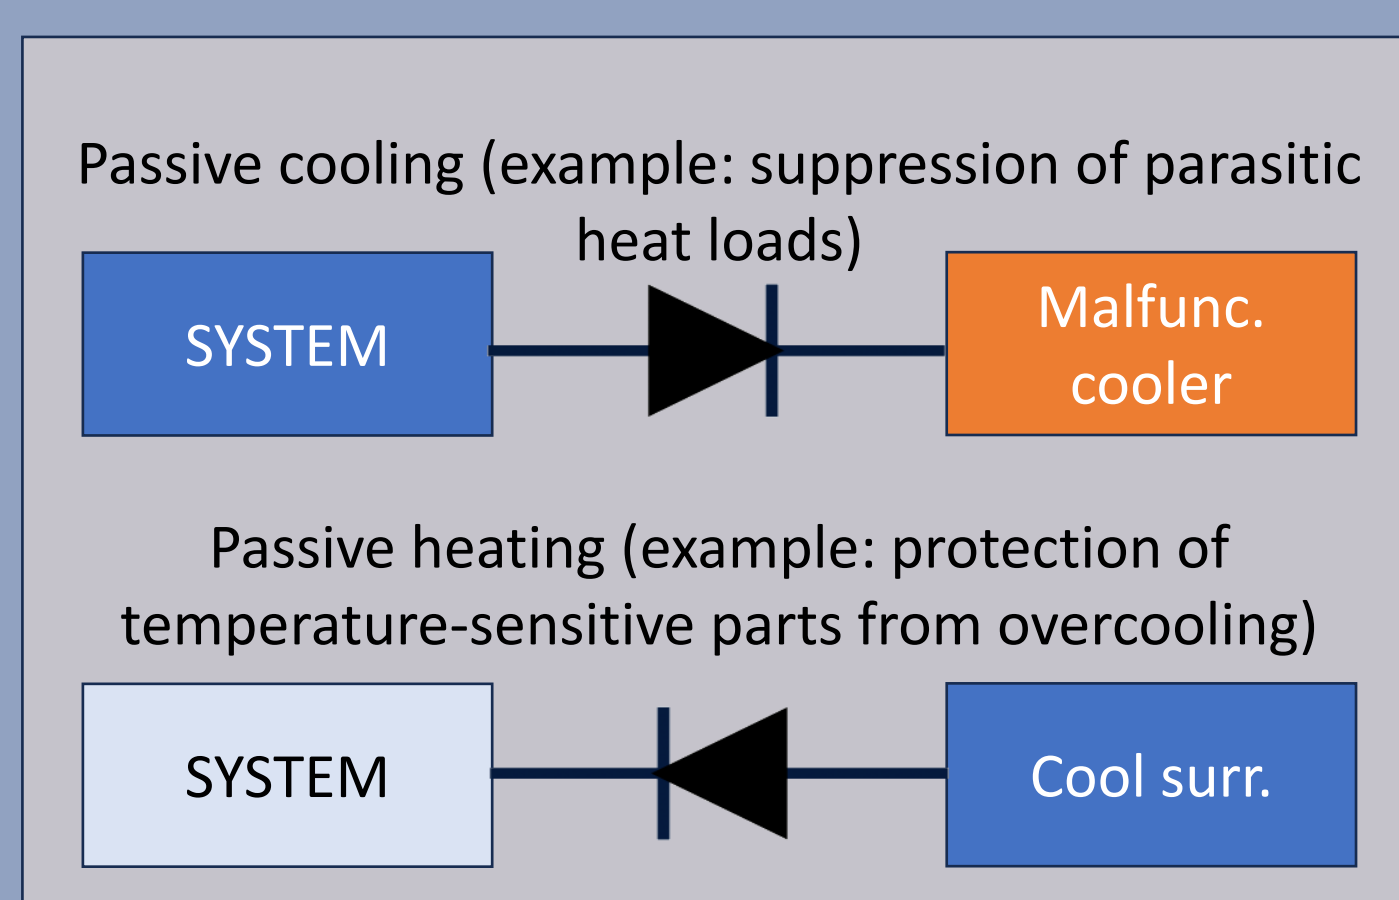 Passive cooling (example: suppression of parasitic
heat loads)
SYSTEM
Malfunc.
cooler
Passive heating (example: protection of
temperature-sensitive parts from overcooling)
SYSTEM
Cool surr.